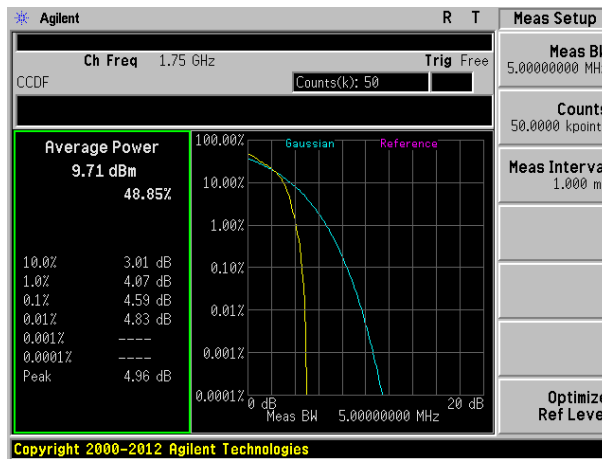 Agilent R T Meas Setup
Ch Freq 1.75 GHz Trig Free
CCDF Counts(k): 50
Meas
5.00000000
Average Power
9.71 dBm
48.85%
10.0% 3.01 dB
1.0% 4.07 dB
0.1% 4.59 dB
0.01% 4.83 dB
0.001% ----
0.0001% ----
Peak 4.96 dB
Gaussian Reference
100.00%
10.00%
1.00%
0.10%
0.01%
0.001%
0.0001%
0 dB 20 dB
Meas BW 5.00000000 MHz
Counts
50.0000 kpoint
Meas Interva
1.000 m
Optimize
Ref Leve
Copyright 2000-2012 Agilent Technologies